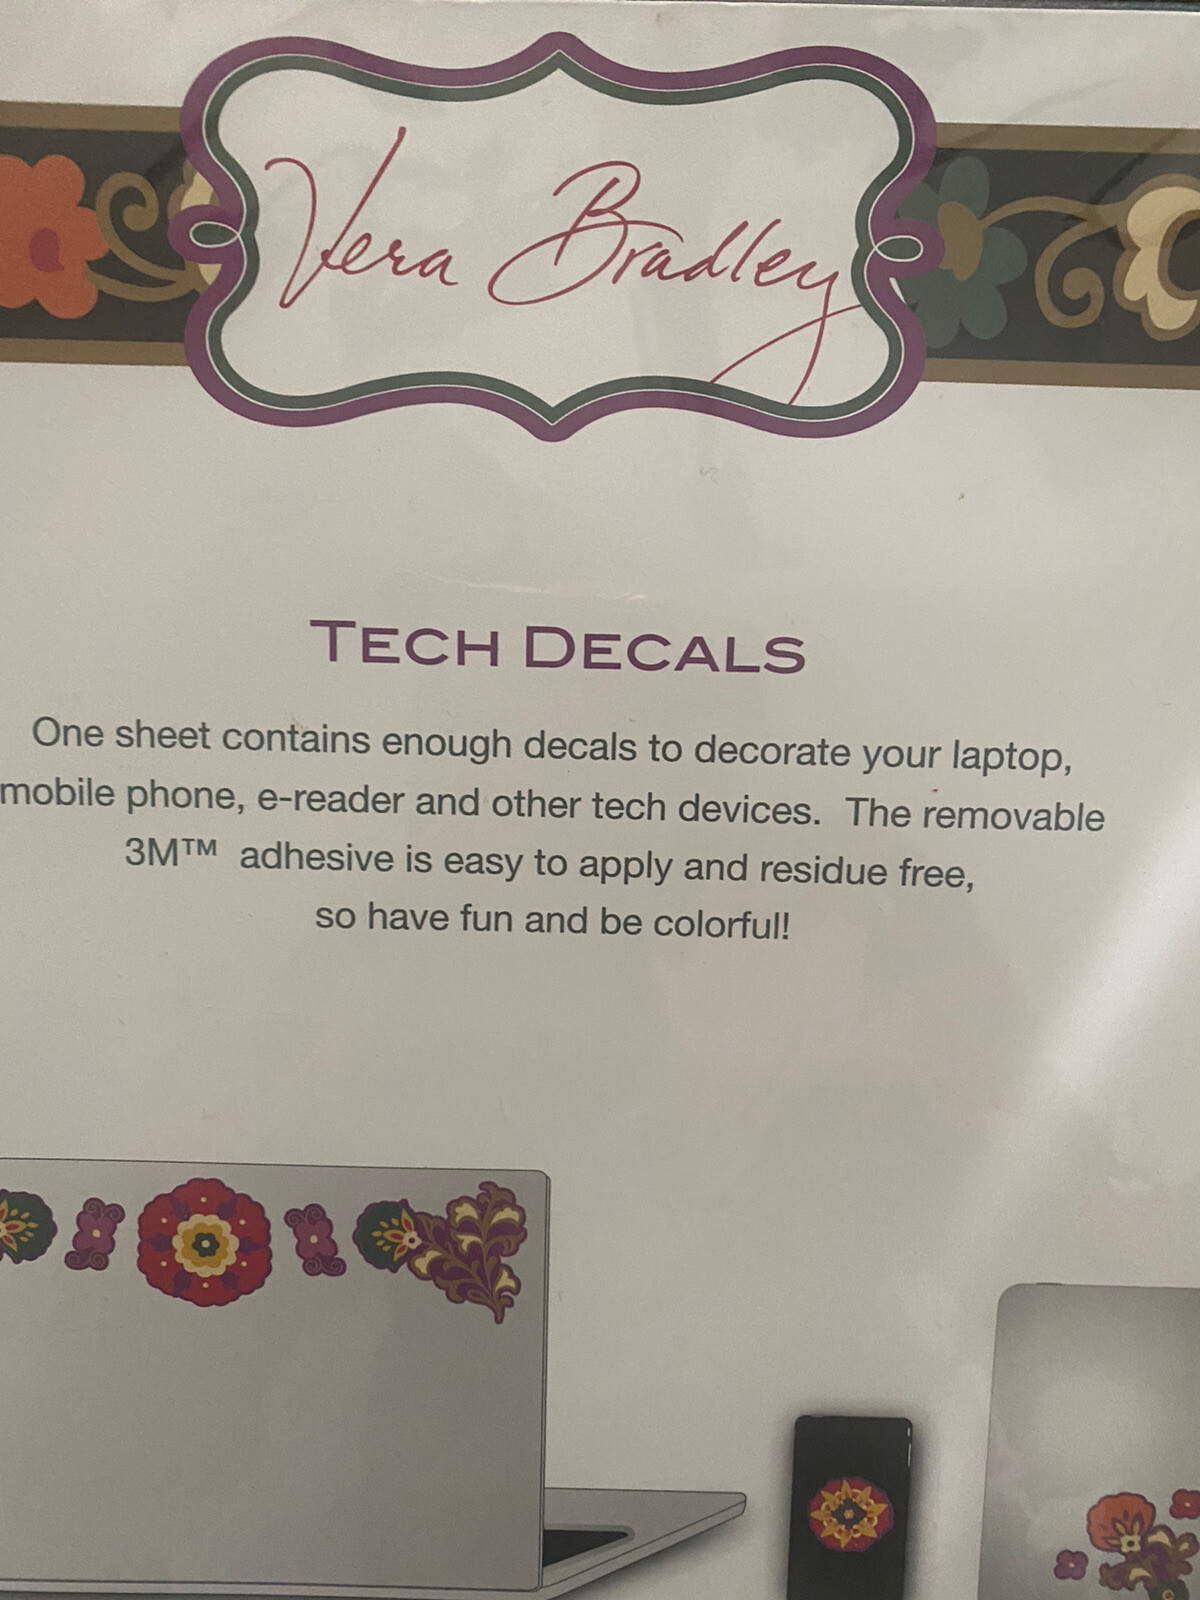 Vera Bradley
TECH DECALS
One sheet contains enough decals to decorate your laptop,
mobile phone, e-reader and other tech devices.  The removable
3M™  adhesive is easy to apply and residue free,
so have fun and be colorful!